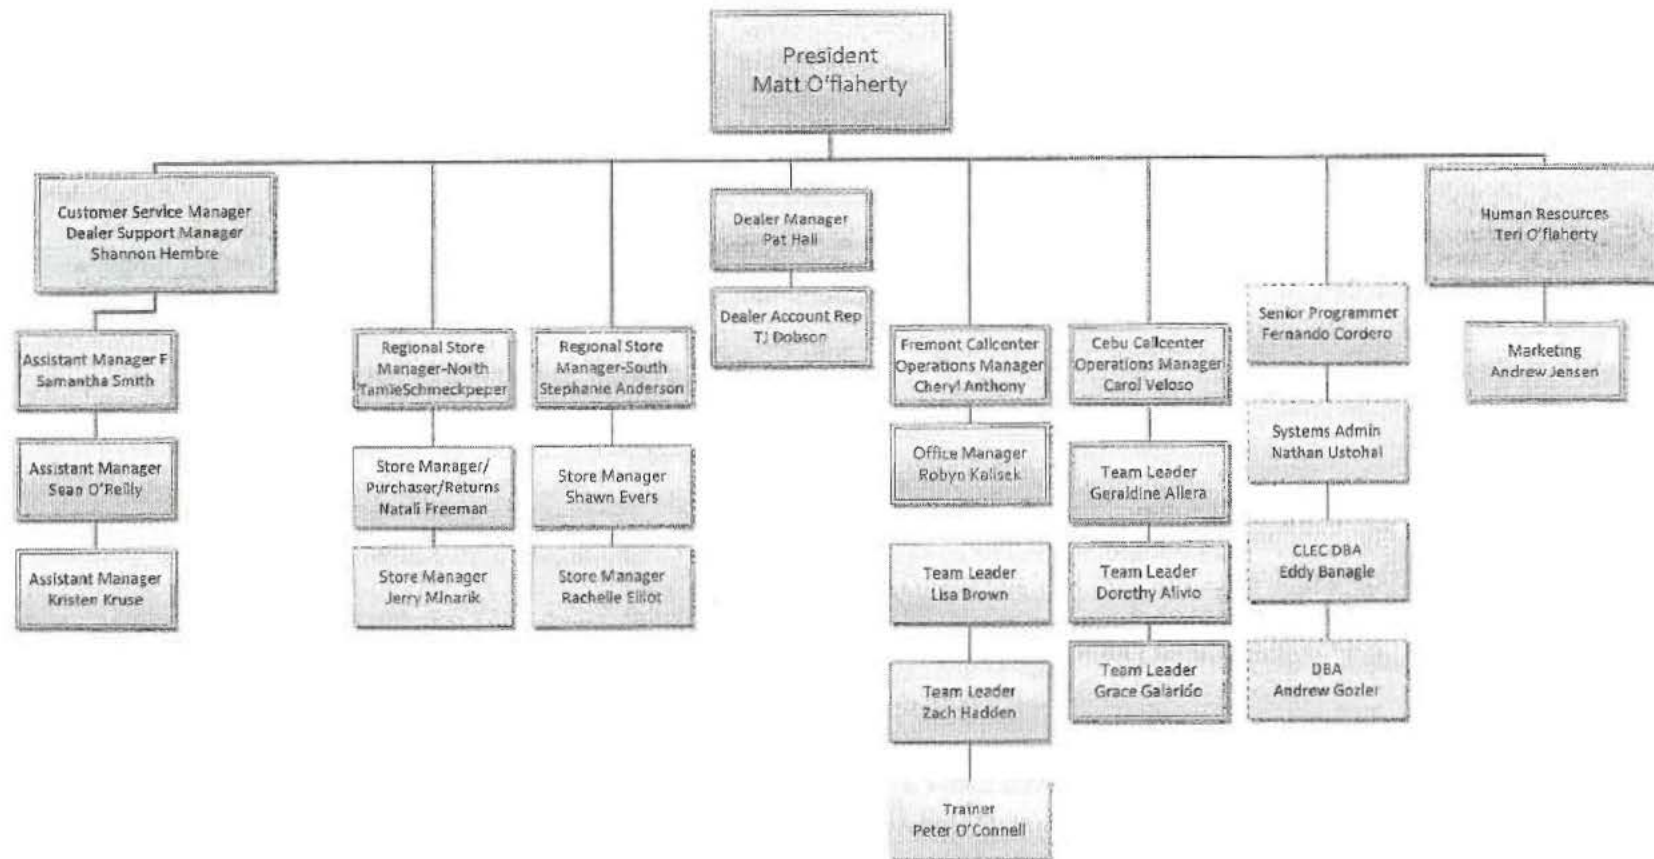 President
Matt O'flaherty
Customer Service Manager
Dealer Support Manager
Shannon Hembre
Assistant Manager F
Samantha Smith
Assistant Manager
Sean O'Reilly
Assistant Manager
Kristen Kruse
Regional Store
Manager-North
TamieSchmeckpeper
Store Manager/
Purchaser/Returns
Natali Freeman
Store Manager
Jerry Minarik
Regional Store
Manager-South
Stephanie Anderson
Store Manager
Shawn Evers
Store Manager
Rachelle Elliot
Dealer Manager
Pat Hall
Dealer Account Rep
TJ Dobson
Fremont Callcenter
Operations Manager
Cheryl Anthony
Office Manager
Robyn Kalisek
Team Leader
Lisa Brown
Team Leader
Zach Hadden
Trainer
Peter O'Connell
Cebu Callcenter
Operations Manager
Carol Veloso
Team Leader
Geraldine Allera
Team Leader
Dorothy Alivio
Team Leader
Grace
Senior Programmer
Fernando Cordero
Systems Admin
Nathan Ustohal
CLEC DBA
Eddy Banagle
DBA
Andrew Gozler
Human Resources
Teri O'flaherty
Marketing
Andrew Jensen